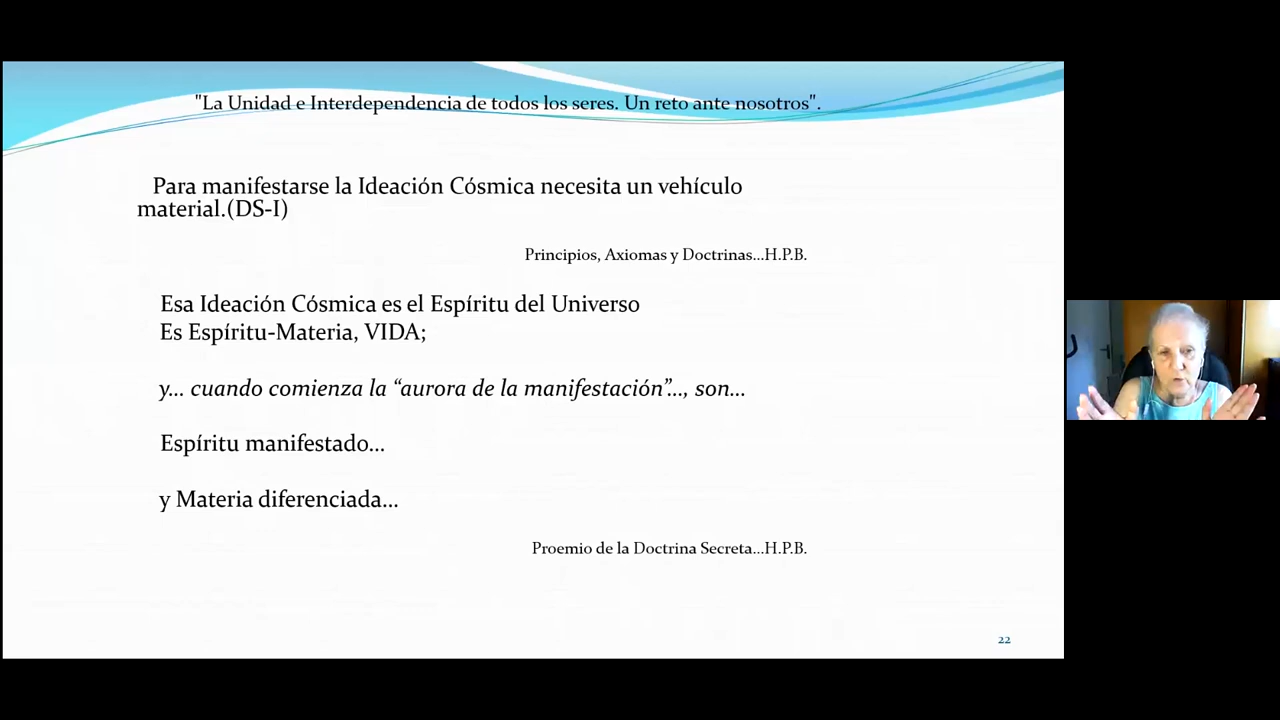 "La Unidad e Interdependencia de todos los seres. Un reto ante nosotros".
Para manifestarse la Ideación Cósmica necesita un vehículo
material.(DS-I)
Principios, Axiomas y Doctrinas...H.P.B.
Esa Ideación Cósmica es el Espíritu del Universo
Es Espíritu-Materia, VIDA;
y... cuando comienza la “aurora de la manifestación”..., son...
Espíritu manifestado...
y Materia diferenciada...
Proemio de la Doctrina Secreta...H.P.B.
22